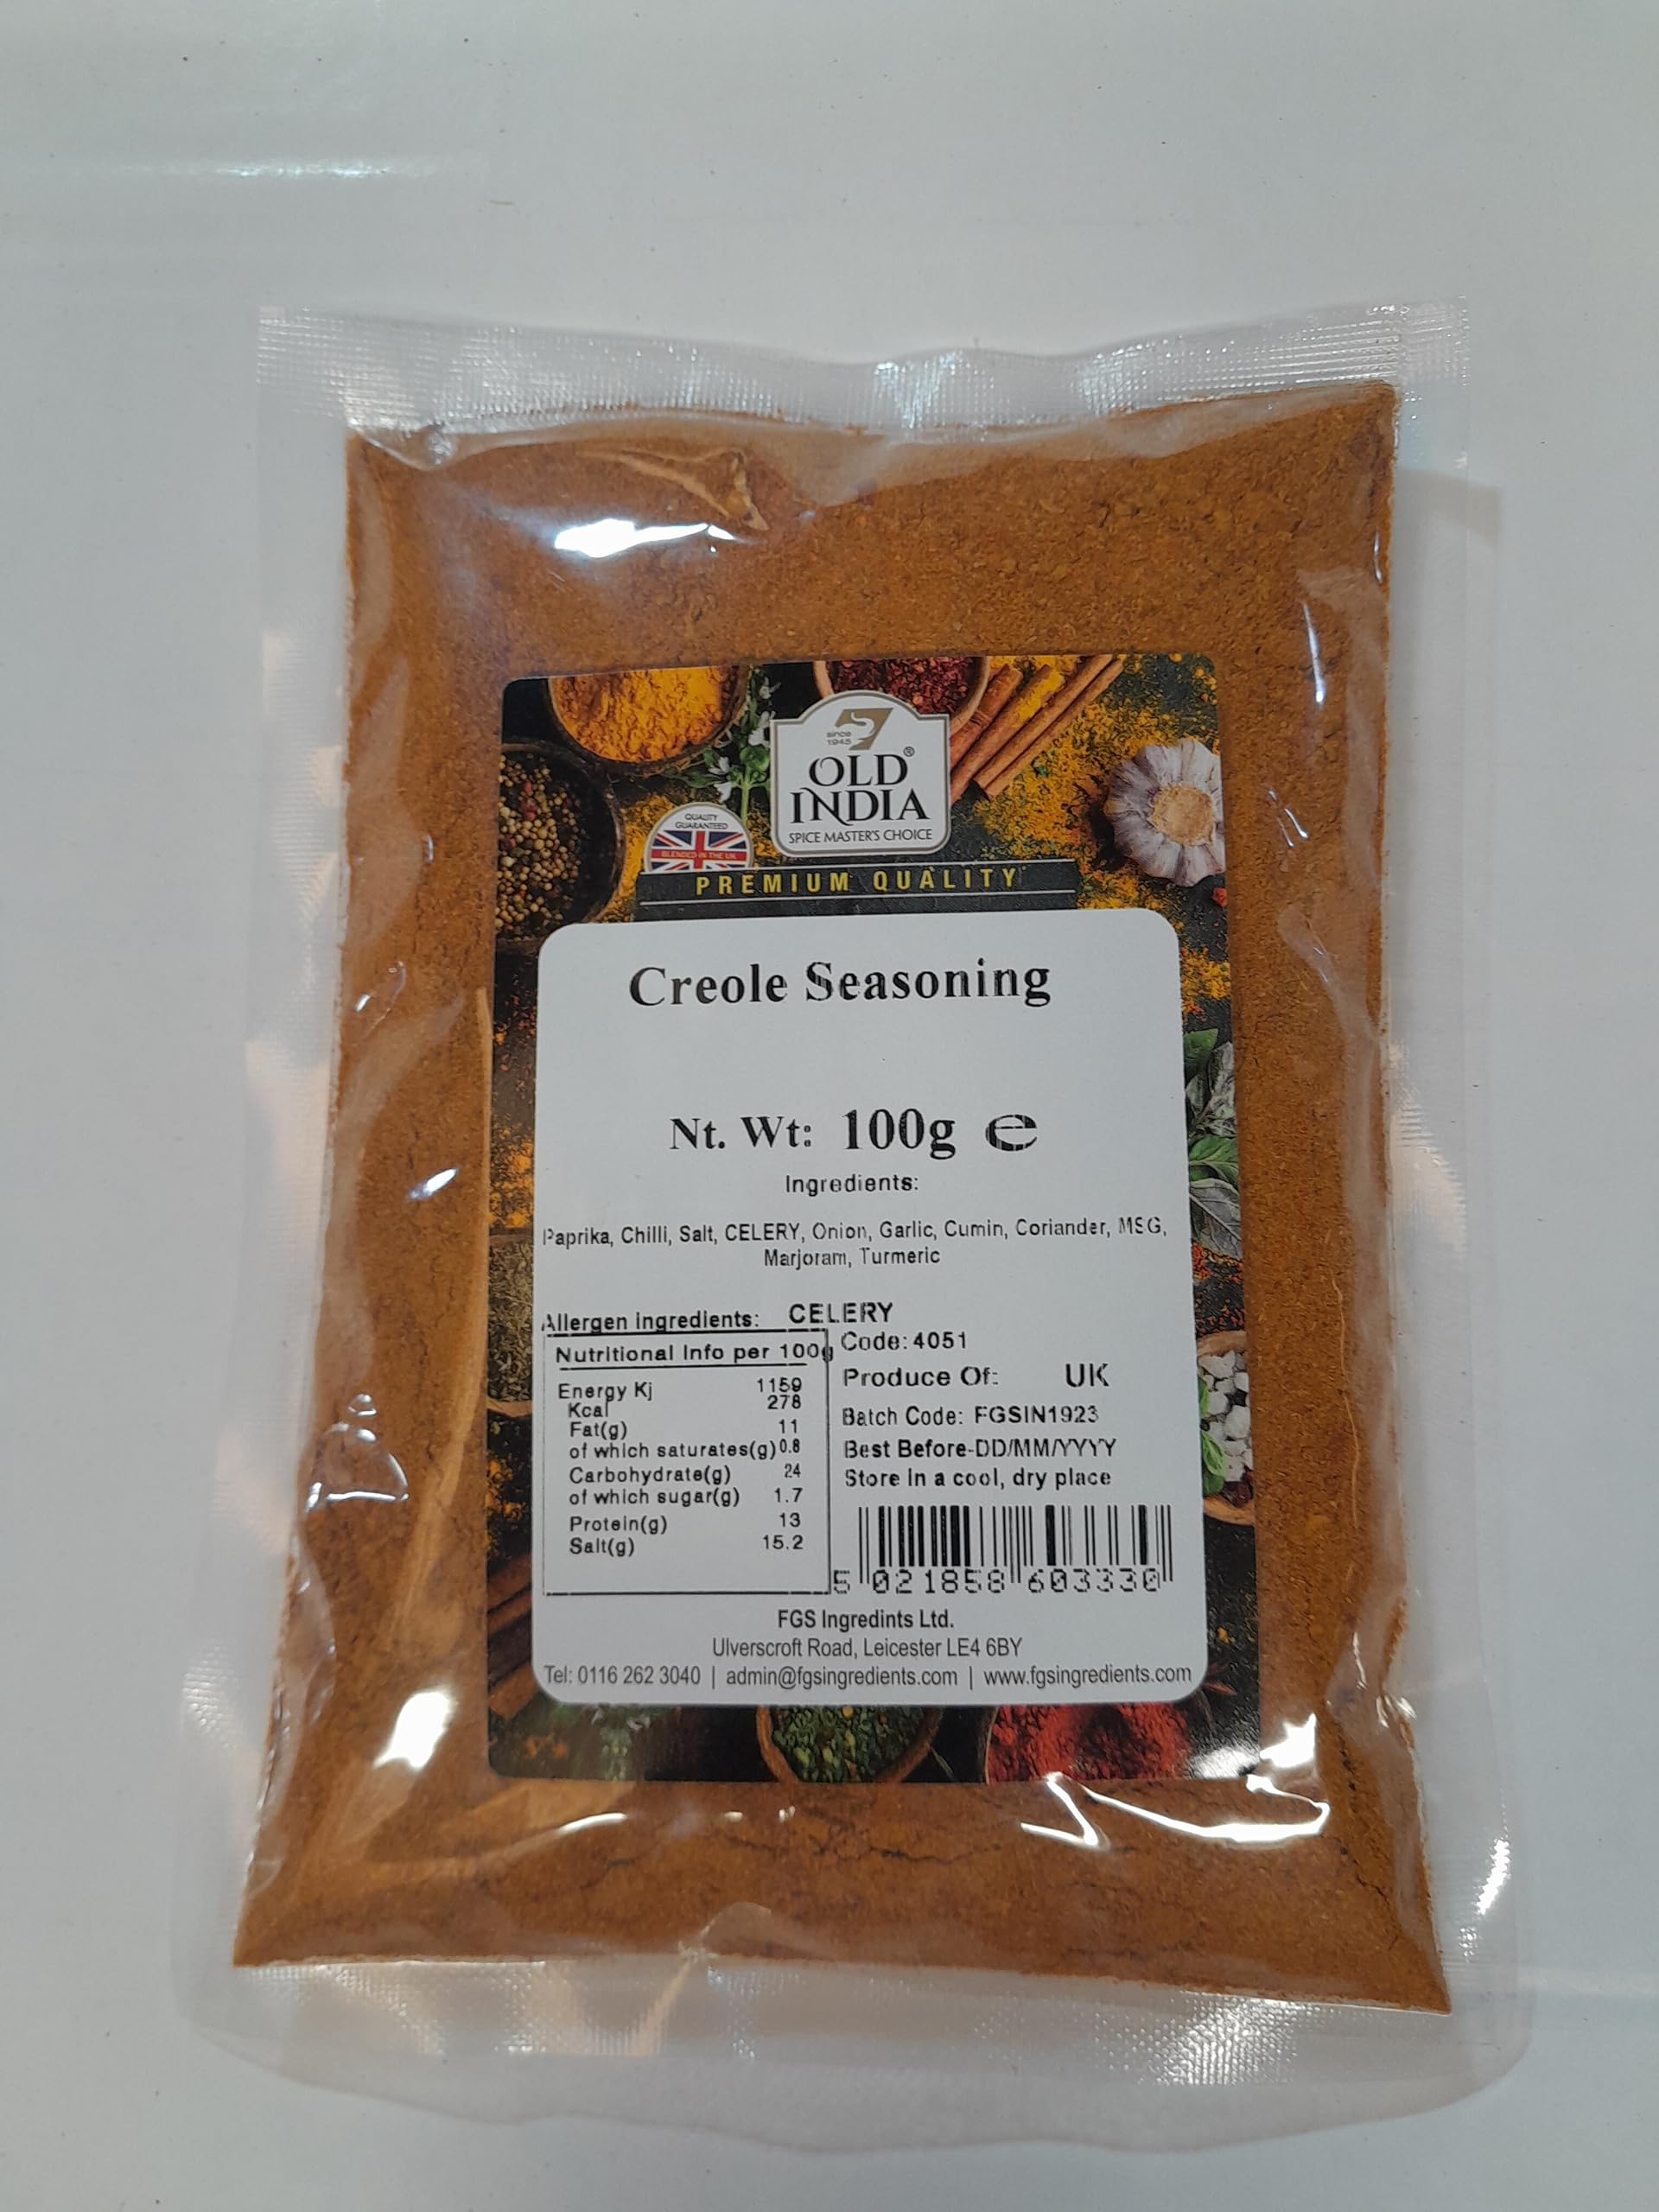 since
1945
OLD®
INDIA
SPICE MASTER'S CHOICE
QUALITY
GUARANTEED
BLENDED IN THE UK
PREMIUM QUALITY
Creole Seasoning
Nt. Wt: 100g ℮
Ingredients:
Paprika, Chilli, Salt, CELERY, Onion, Garlic, Cumin, Coriander, MSG,
Marjoram, Turmeric
Allergen ingredients: CELERY
Nutritional Info per 100g
Energy Kj 1159
Kcal 278
Fat(g) 11
of which saturates(g) 0.8
Carbohydrate(g) 24
of which sugar(g) 1.7
Protein(g) 13
Salt(g) 15.2
Code: 4051
Produce Of: UK
Batch Code: FGSIN1923
Best Before-DD/MM/YYYY
Store in a cool, dry place
5 021858 603330
FGS Ingredints Ltd.
Ulverscroft Road, Leicester LE4 6BY
Tel: 0116 262 3040 | admin@fgsingredients.com | www.fgsingredients.com